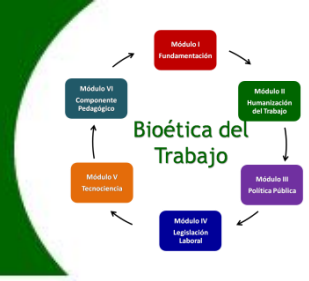 Módulo I
Fundamentación
Módulo II
Humanización
del Trabajo
Módulo III
Política Pública
Módulo IV
Legislación
Laboral
Módulo V
Tecnociencia
Módulo VI
Componente
Pedagógico
Bioética del
Trabajo